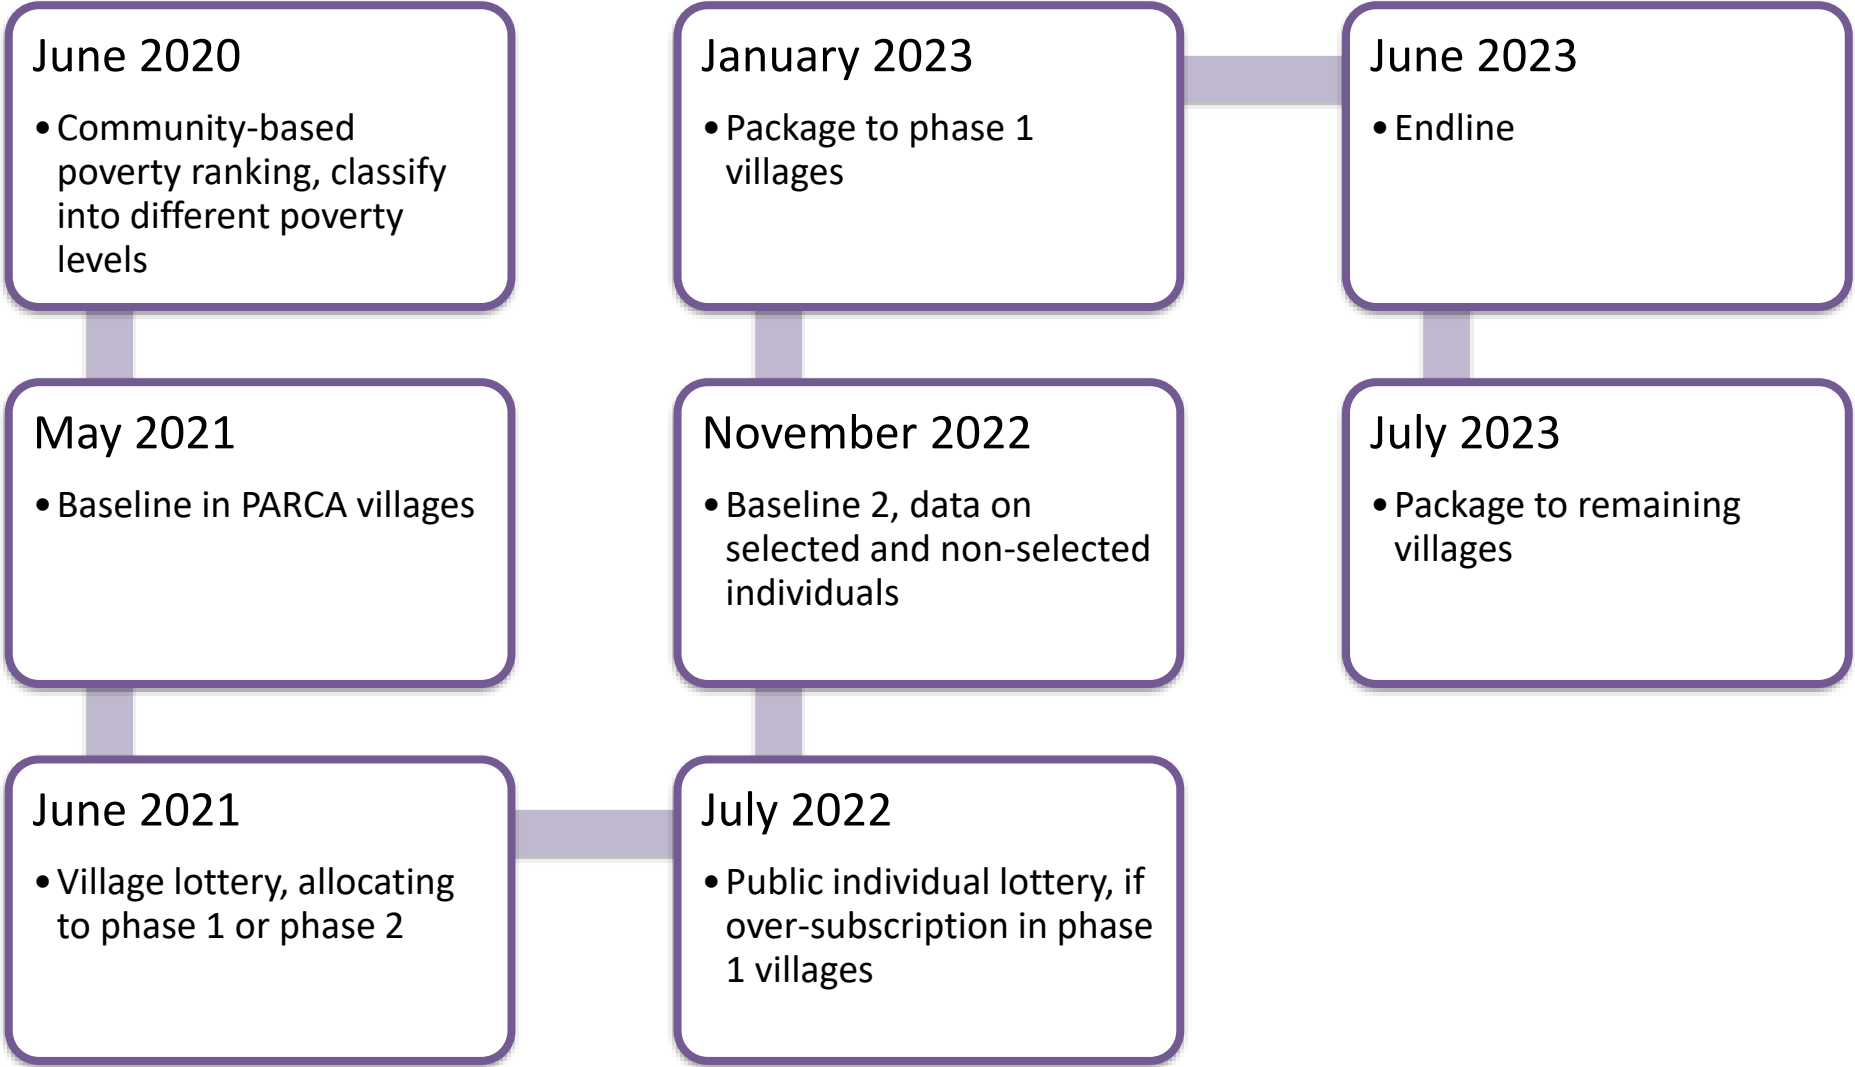 June 2020
•Community-based
poverty ranking, classify
into different poverty
levels
May 2021
•Baseline in PARCA villages
June 2021
•Village lottery, allocating
to phase 1 or phase 2
July 2022
•Public individual lottery, if
over-subscription in phase
1 villages
November 2022
•Baseline 2, data on
selected and non-selected
individuals
January 2023
•Package to phase 1
villages
June 2023
•Endline
July 2023
•Package to remaining
villages